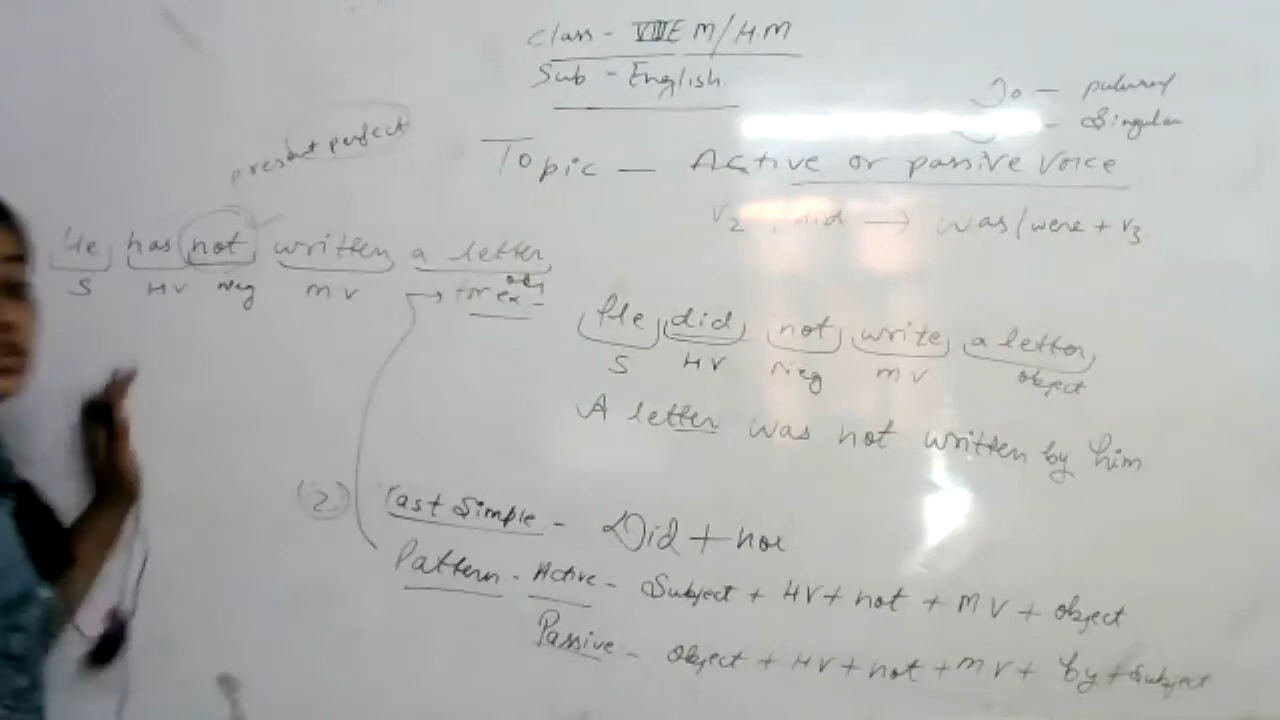 Class - VIII E M/HM
Sub - English
- Singular
present perfect
Topic - Active or passive Voice
V2, did → was/were + V3
He has not written a letter
S HV Neg MV obj
→ for ex -
He did not write a letter
S HV Neg MV object
A letter was not written by him
(2) Past Simple - Did + not
Pattern - Active - Subject + HV + not + MV + object
Passive - object + HV + not + MV + by + Subject